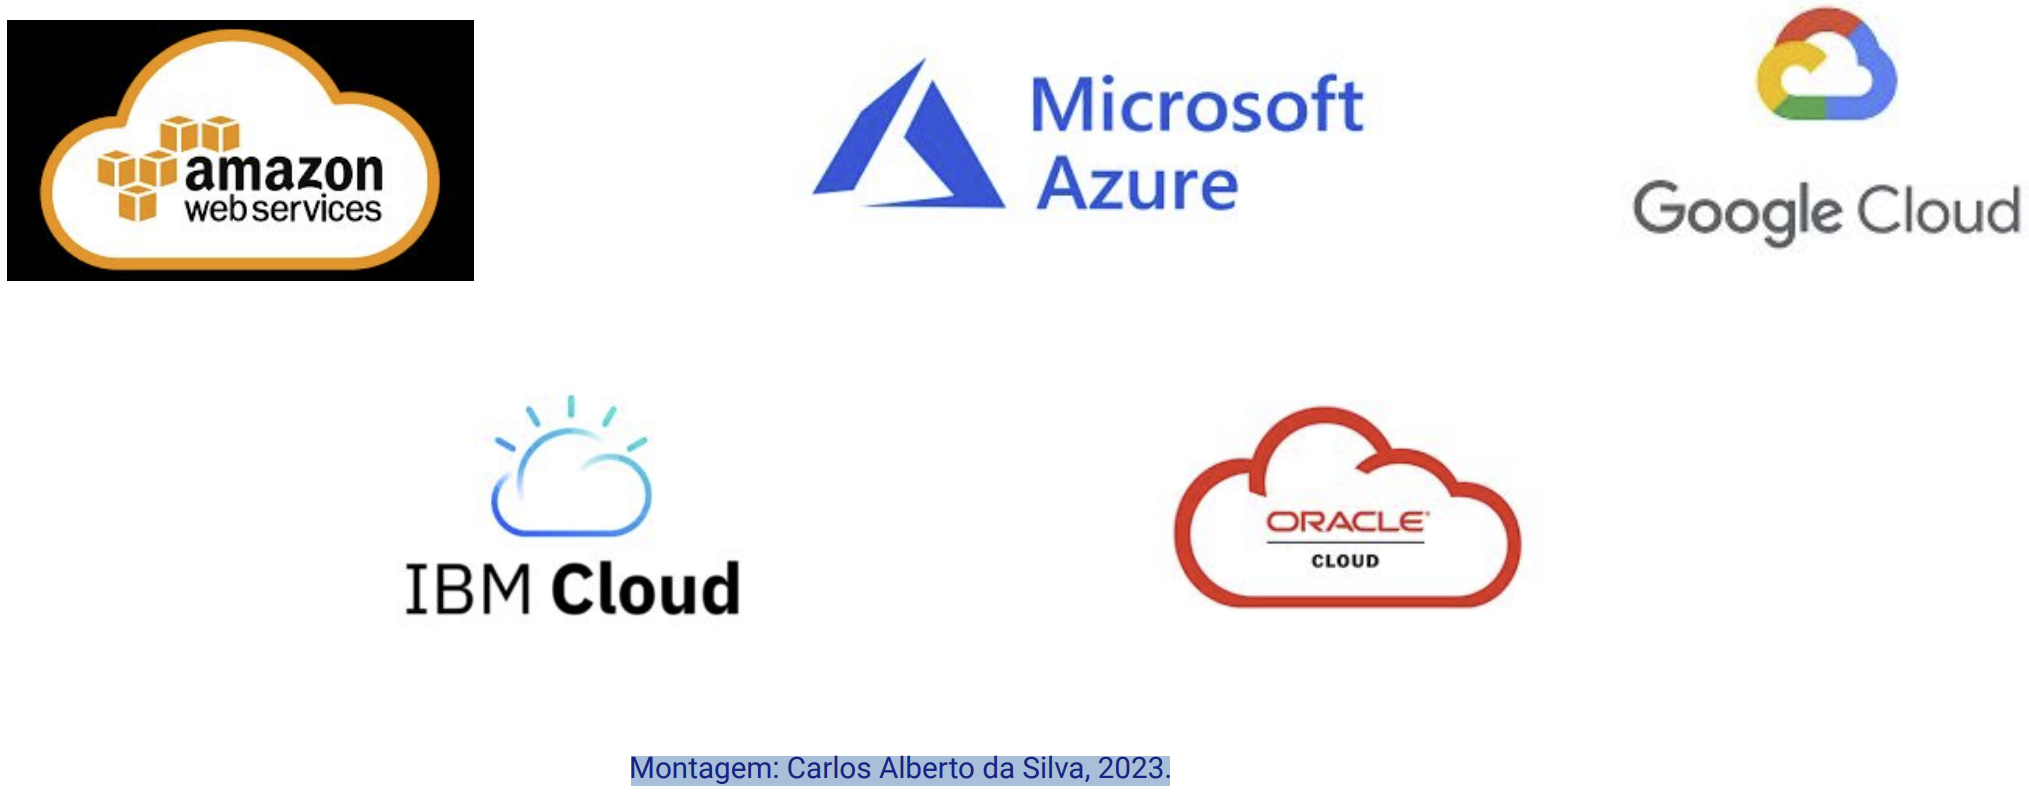 amazon
web services
Microsoft
Azure
Google Cloud
IBM Cloud
ORACLE®
CLOUD
Montagem: Carlos Alberto da Silva, 2023.